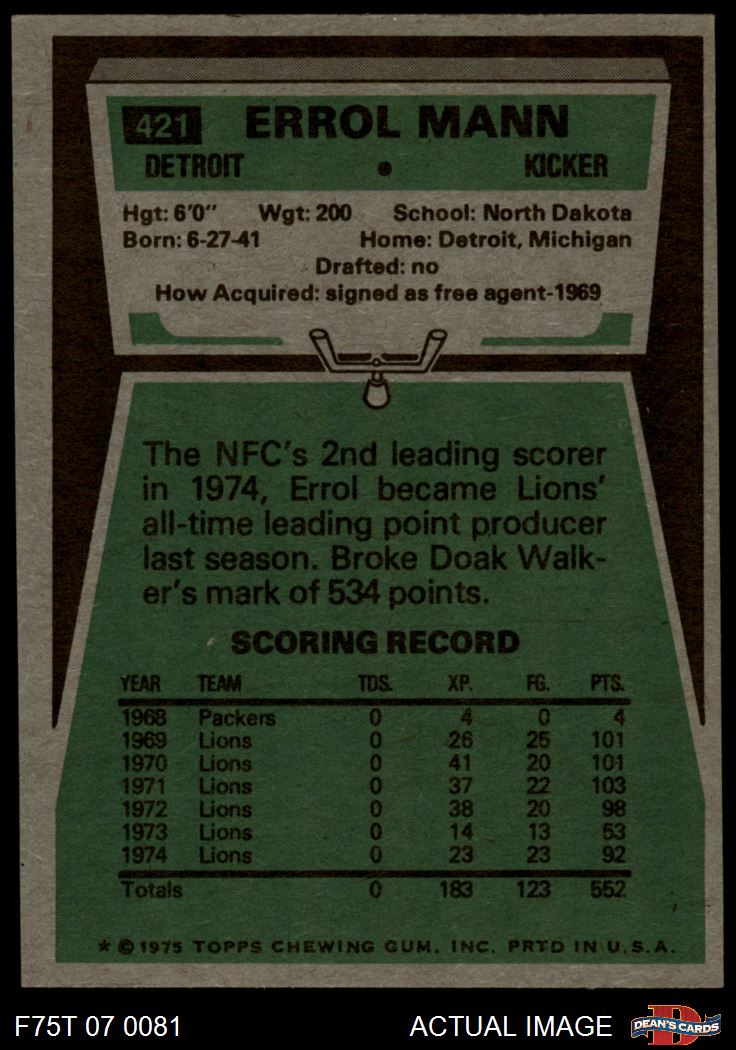 421 ERROL MANN
DETROIT • KICKER
Hgt: 6'0" Wgt: 200 School: North Dakota
Born: 6-27-41 Home: Detroit, Michigan
Drafted: no
How Acquired: signed as free agent-1969
The NFC's 2nd leading scorer
in 1974, Errol became Lions'
all-time leading point producer
last season. Broke Doak Walk-
er's mark of 534 points.
SCORING RECORD
YEAR TEAM TDS. XP. FG. PTS.
1968 Packers 0 4 0 4
1969 Lions 0 26 25 101
1970 Lions 0 41 20 101
1971 Lions 0 37 22 103
1972 Lions 0 38 20 98
1973 Lions 0 14 13 53
1974 Lions 0 23 23 92
Totals 0 183 123 552
* © 1975 TOPPS CHEWING GUM, INC. PRTD IN U.S.A.
F75T 07 0081 ACTUAL IMAGE D DEAN'S CARDS